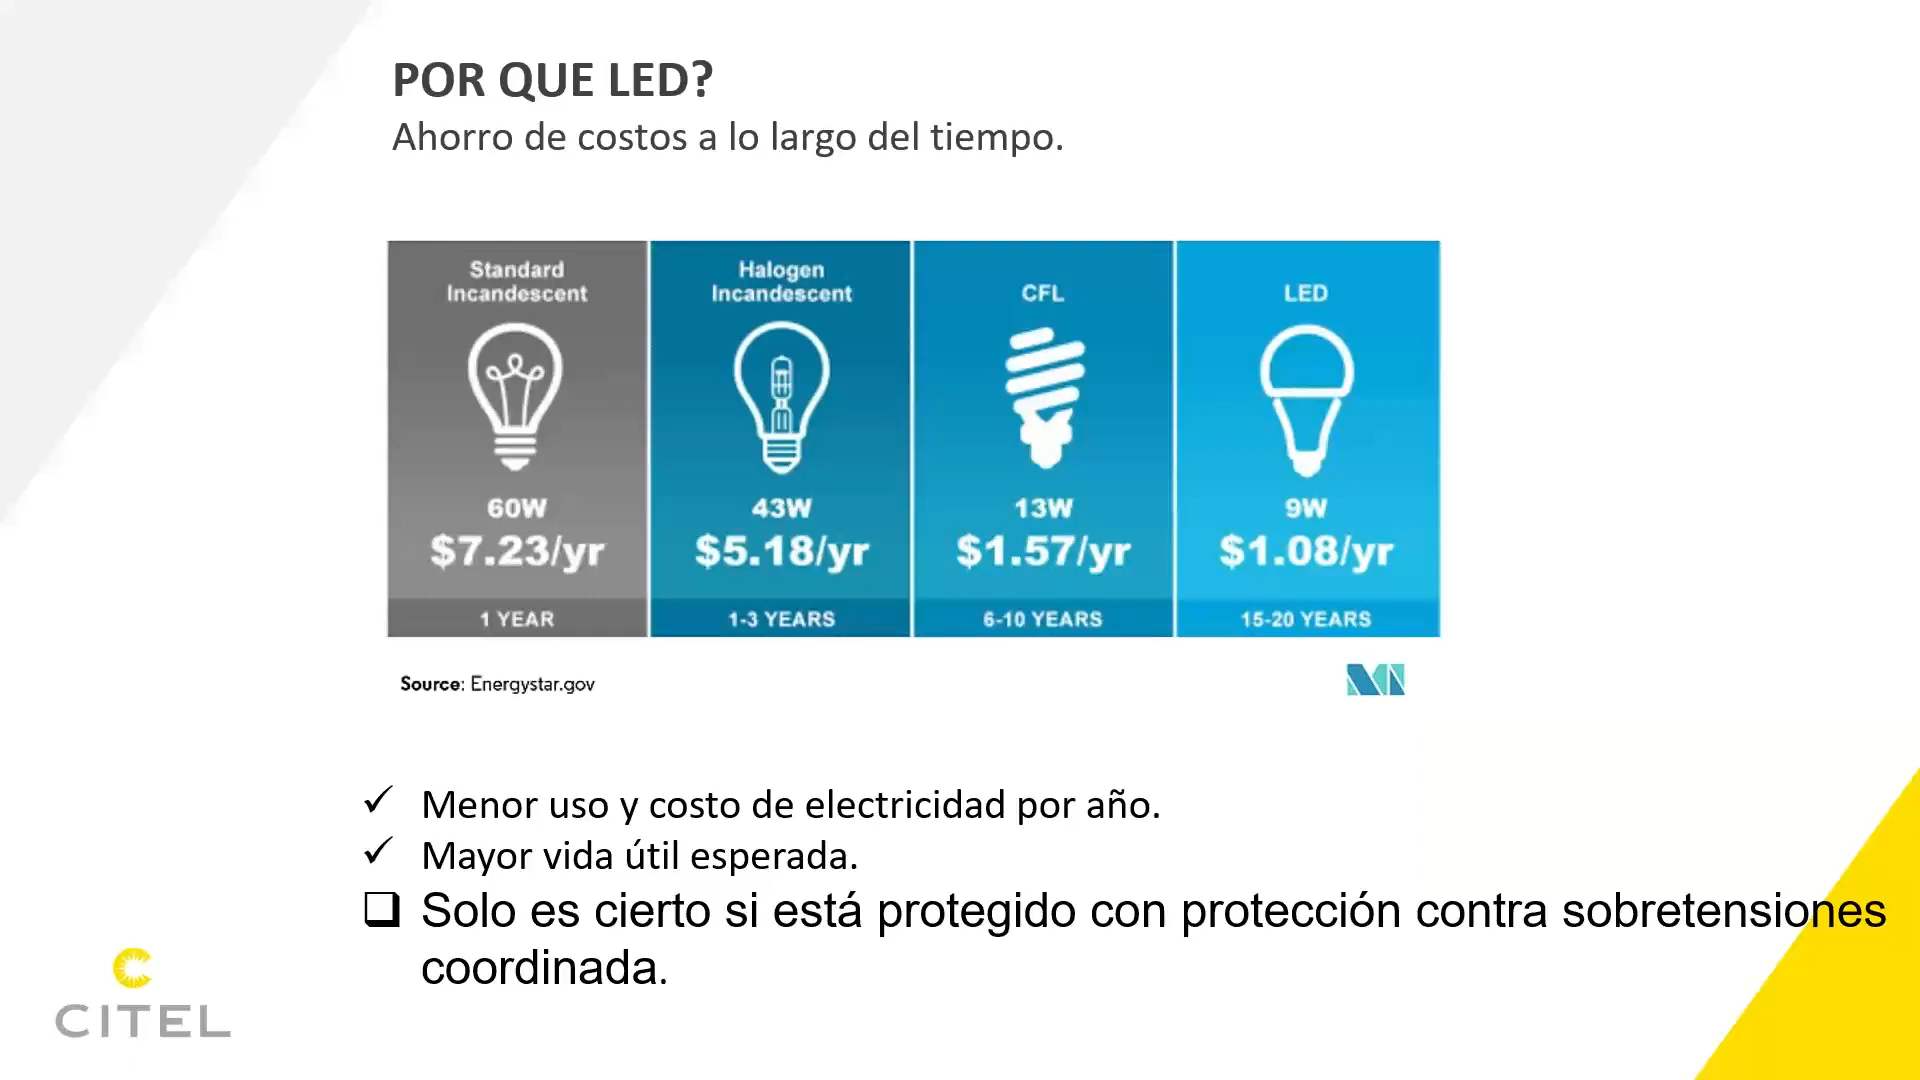 POR QUE LED?
Ahorro de costos a lo largo del tiempo.
Standard
Incandescent
60W
$7.23/yr
1 YEAR
Halogen
Incandescent
43W
$5.18/yr
1-3 YEARS
CFL
13W
$1.57/yr
6-10 YEARS
LED
9W
$1.08/yr
15-20 YEARS
Source: Energystar.gov
Menor uso y costo de electricidad por año.
Mayor vida útil esperada.
Solo es cierto si está protegido con protección contra sobretensiones
coordinada.
CITEL